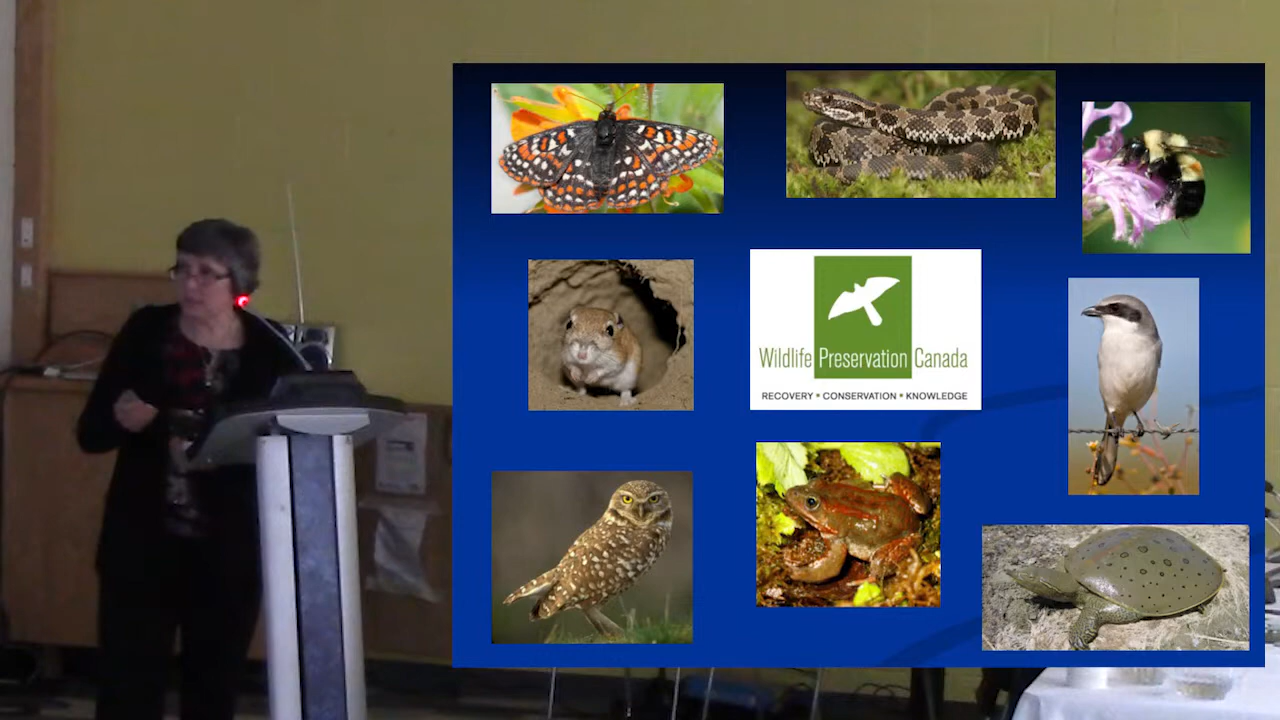 Wildlife Preservation Canada
RECOVERY • CONSERVATION • KNOWLEDGE